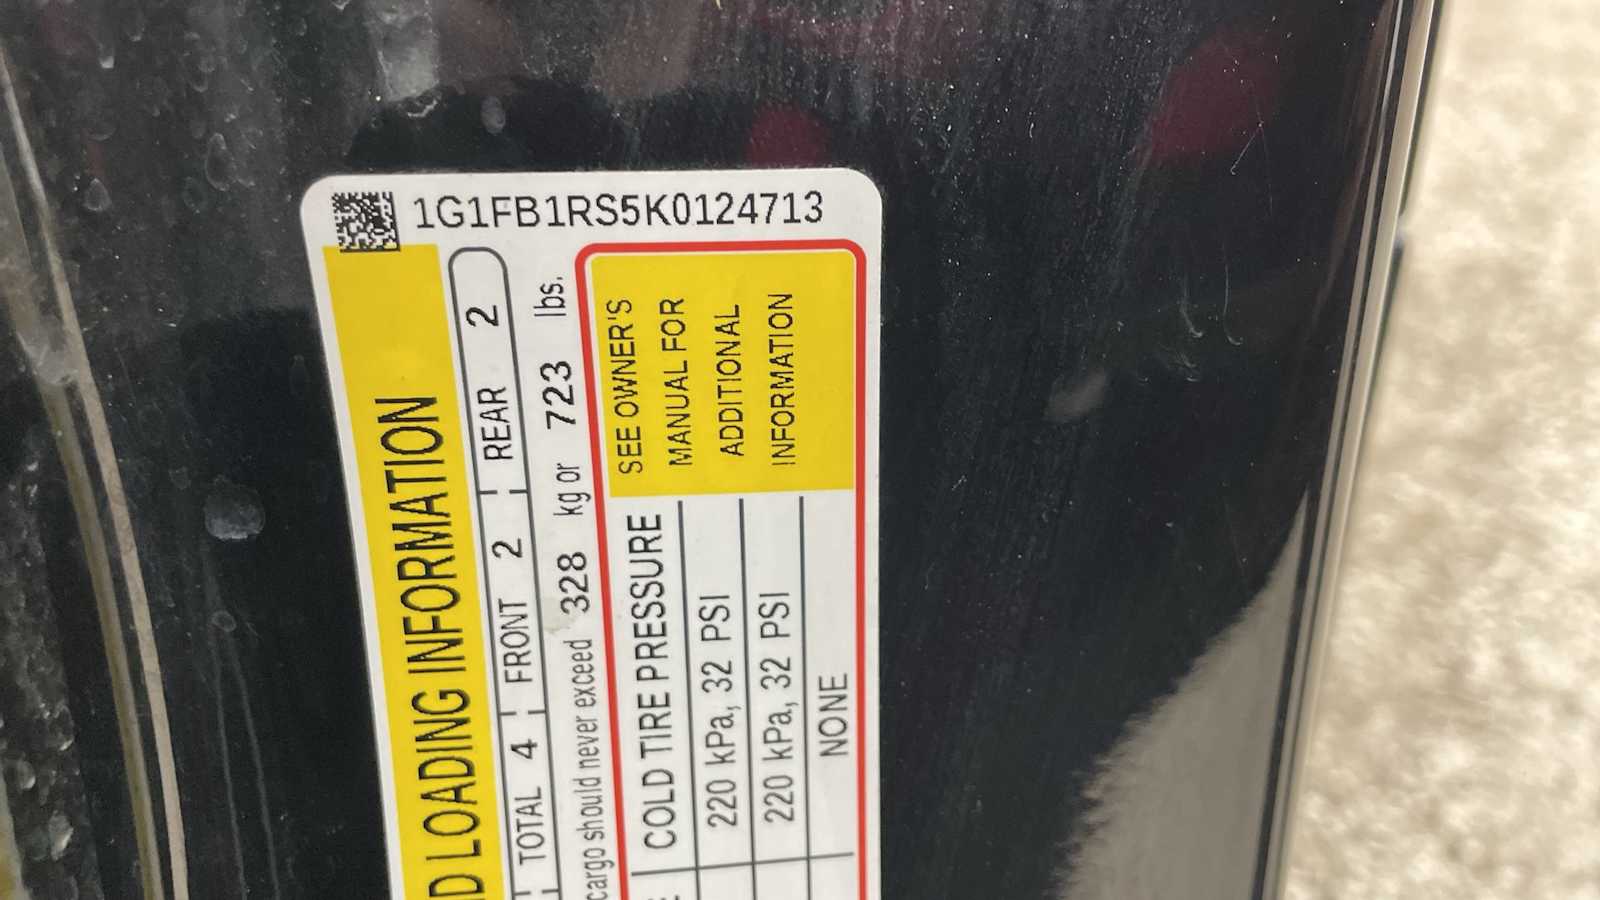 1G1FB1RS5K0124713
LOADING INFORMATION
TOTAL 4 FRONT 2 REAR 2
cargo should never exceed 328 kg or 723 lbs.
COLD TIRE PRESSURE
220 kPa, 32 PSI
220 kPa, 32 PSI
NONE
SEE OWNER'S
MANUAL FOR
ADDITIONAL
INFORMATION